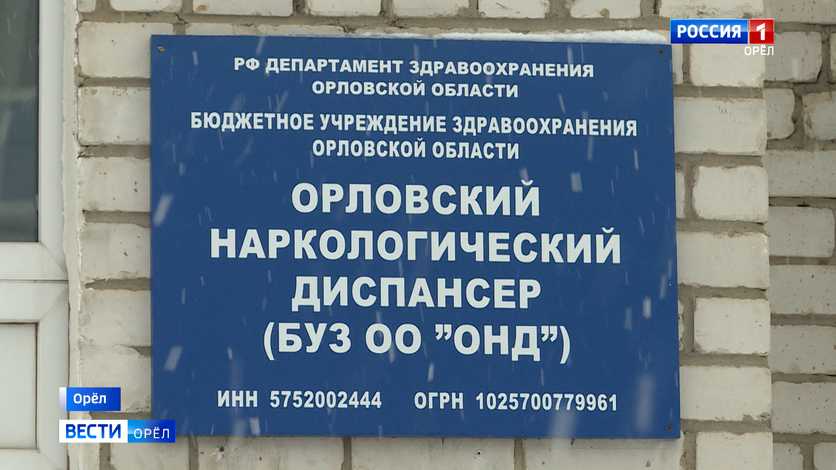 РОССИЯ 1
ОРЁЛ
РФ ДЕПАРТАМЕНТ ЗДРАВООХРАНЕНИЯ
ОРЛОВСКОЙ ОБЛАСТИ
БЮДЖЕТНОЕ УЧРЕЖДЕНИЕ ЗДРАВООХРАНЕНИЯ
ОРЛОВСКОЙ ОБЛАСТИ
ОРЛОВСКИЙ
НАРКОЛОГИЧЕСКИЙ
ДИСПАНСЕР
(БУЗ ОО ”ОНД”)
ИНН 5752002444 ОГРН 1025700779961
Орёл
ВЕСТИ ОРЁЛ